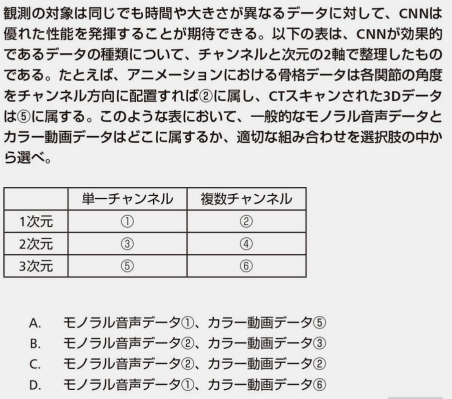 観測の対象は同じでも時間や大きさが異なるデータに対して、CNNは
優れた性能を発揮することが期待できる。以下の表は、CNNが効果的
であるデータの種類について、チャンネルと次元の2軸で整理したもの
である。たとえば、アニメーションにおける骨格データは各関節の角度
をチャンネル方向に配置すれば②に属し、CTスキャンされた3Dデータ
は⑤に属する。このような表において、一般的なモノラル音声データと
カラー動画データはどこに属するか、適切な組み合わせを選択肢の中か
ら選べ。
単一チャンネル 複数チャンネル
1次元 ① ②
2次元 ③ ④
3次元 ⑤ ⑥
A. モノラル音声データ①、カラー動画データ⑤
B. モノラル音声データ②、カラー動画データ③
C. モノラル音声データ②、カラー動画データ②
D. モノラル音声データ①、カラー動画データ⑥